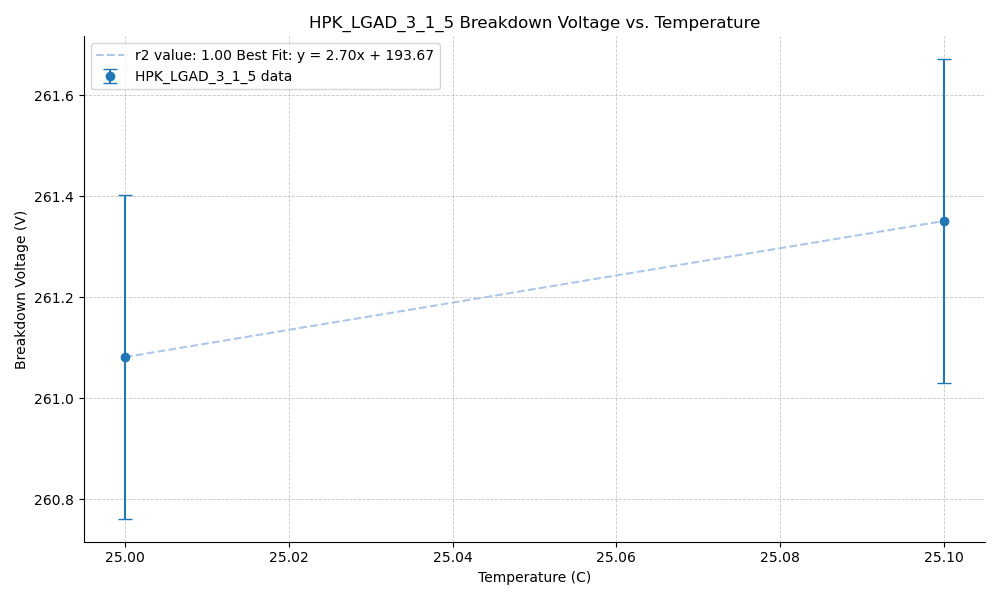 HPK_LGAD_3_1_5 Breakdown Voltage vs. Temperature
r2 value: 1.00 Best Fit: y = 2.70x + 193.67
HPK_LGAD_3_1_5 data
Breakdown Voltage (V)
261.6
261.4
261.2
261.0
260.8
25.00 25.02 25.04 25.06 25.08 25.10
Temperature (C)